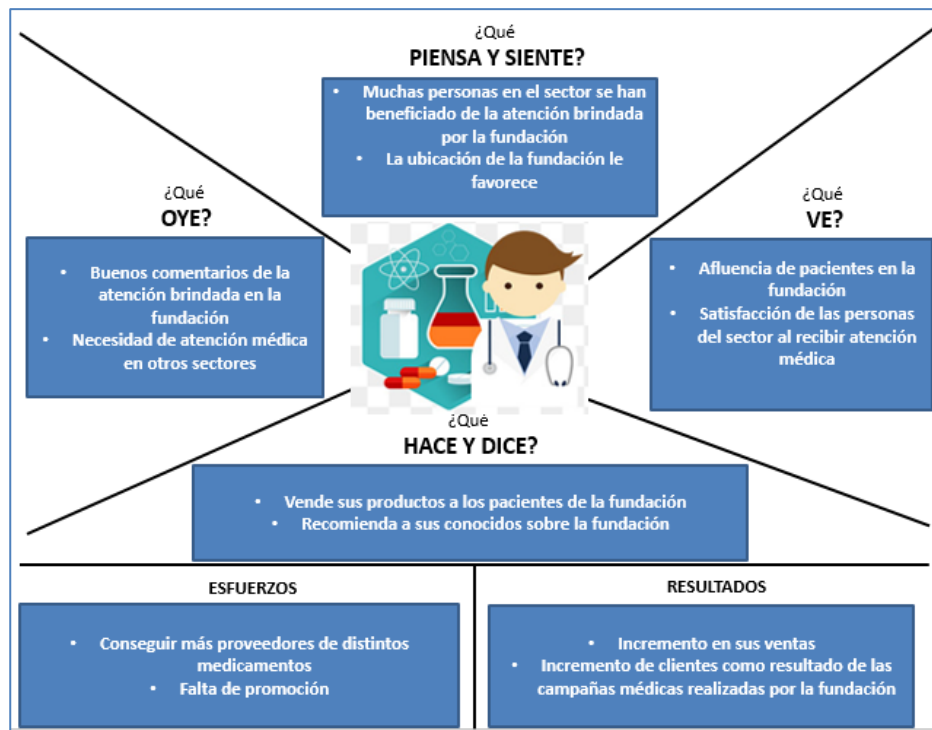 ¿Qué
PIENSA Y SIENTE?
• Muchas personas en el sector se han
beneficiado de la atención brindada
por la fundación
• La ubicación de la fundación le
favorece
¿Qué
OYE?
• Buenos comentarios de la
atención brindada en la
fundación
• Necesidad de atención médica
en otros sectores
¿Qué
VE?
• Afluencia de pacientes en la
fundación
• Satisfacción de las personas
del sector al recibir atención
médica
¿Qué
HACE Y DICE?
• Vende sus productos a los pacientes de la fundación
• Recomienda a sus conocidos sobre la fundación
ESFUERZOS
• Conseguir más proveedores de distintos
medicamentos
• Falta de promoción
RESULTADOS
• Incremento en sus ventas
• Incremento de clientes como resultado de las
campañas médicas realizadas por la fundación